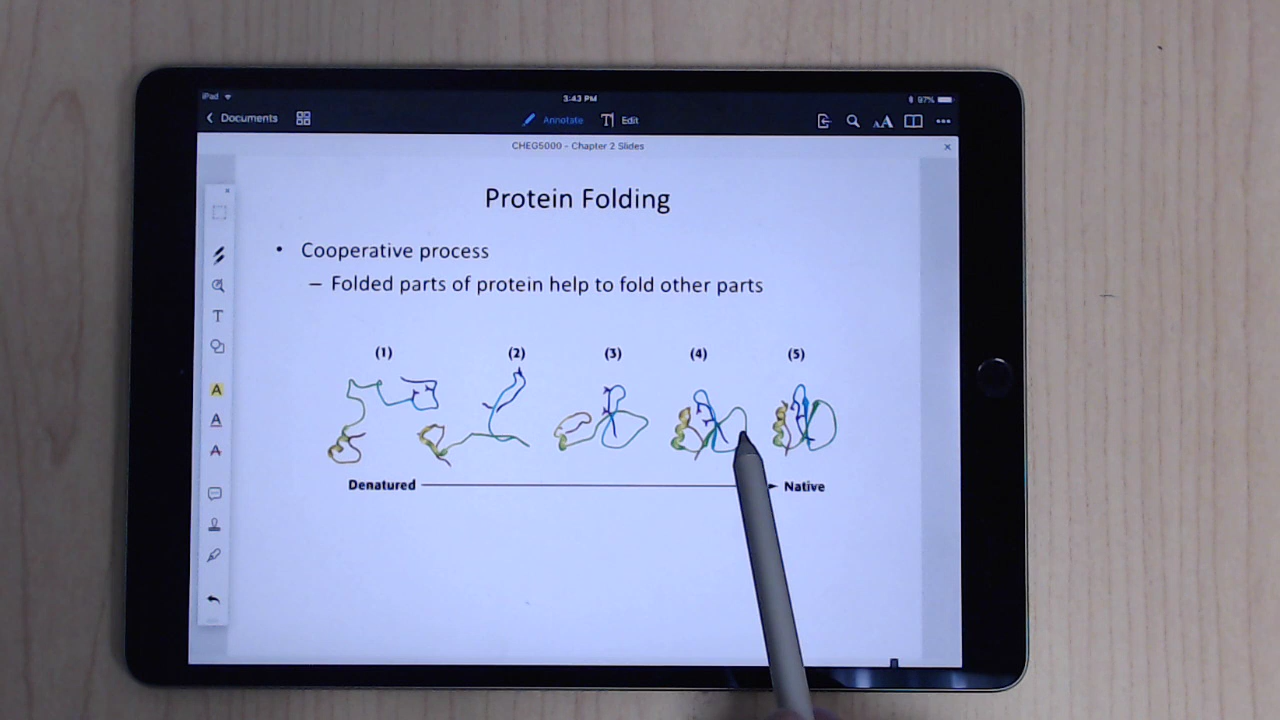 iPad 3:43 PM 97%
Documents Annotate T Edit AA
CHEG5000 - Chapter 2 Slides
Protein Folding
• Cooperative process
– Folded parts of protein help to fold other parts
(1) (2) (3) (4) (5)
Denatured Native
T
A
A
A